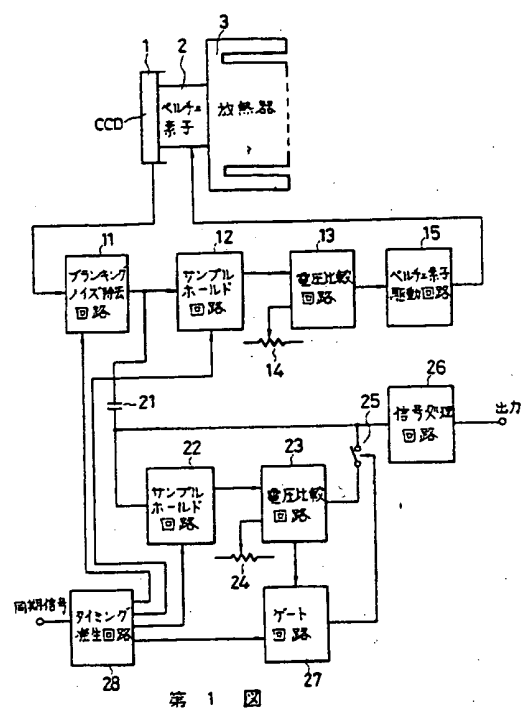 1
2
3
CCD
ペルチェ
素子
放熱器
11
ブランキング
ノイズ除去
回路
12
サンプル
ホールド
回路
13
電圧比較
回路
14
15
ペルチェ素子
駆動回路
21
22
サンプル
ホールド
回路
23
電圧比較
回路
24
25
26
信号処理
回路
出力
同期信号
タイミング
発生回路
28
ゲート
回路
27
第 1 図